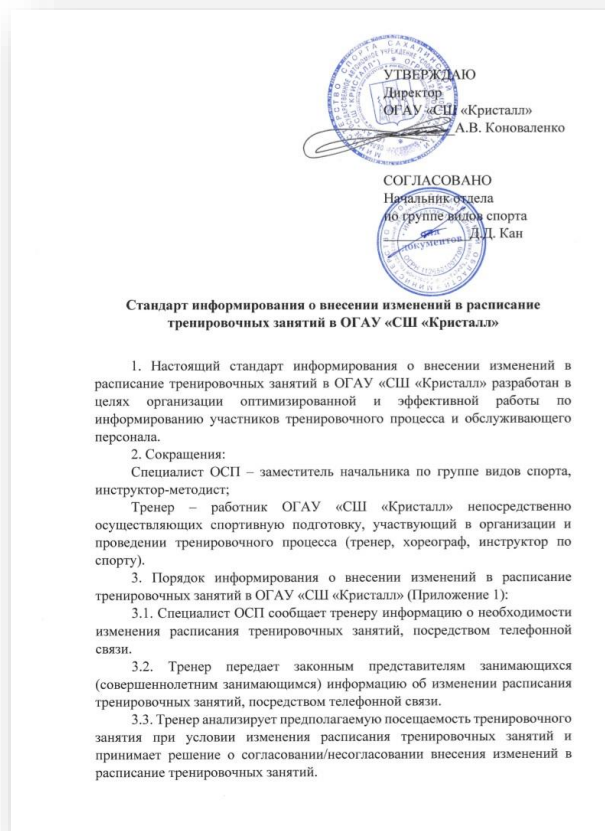 УТВЕРЖДАЮ
Директор
ОГАУ «СШ «Кристалл»
А.В. Коноваленко
СОГЛАСОВАНО
Начальник отдела
по группе видов спорта
Д.Д. Кан
для
документов
Стандарт информирования о внесении изменений в расписание
тренировочных занятий в ОГАУ «СШ «Кристалл»
1. Настоящий стандарт информирования о внесении изменений в
расписание тренировочных занятий в ОГАУ «СШ «Кристалл» разработан в
целях организации оптимизированной и эффективной работы по
информированию участников тренировочного процесса и обслуживающего
персонала.
2. Сокращения:
Специалист ОСП – заместитель начальника по группе видов спорта,
инструктор-методист;
Тренер – работник ОГАУ «СШ «Кристалл» непосредственно
осуществляющих спортивную подготовку, участвующий в организации и
проведении тренировочного процесса (тренер, хореограф, инструктор по
спорту).
3. Порядок информирования о внесении изменений в расписание
тренировочных занятий в ОГАУ «СШ «Кристалл» (Приложение 1):
3.1. Специалист ОСП сообщает тренеру информацию о необходимости
изменения расписания тренировочных занятий, посредством телефонной
связи.
3.2. Тренер передает законным представителям занимающихся
(совершеннолетним занимающимся) информацию об изменении расписания
тренировочных занятий, посредством телефонной связи.
3.3. Тренер анализирует предполагаемую посещаемость тренировочного
занятия при условии изменения расписания тренировочных занятий и
принимает решение о согласовании/несогласовании внесения изменений в
расписание тренировочных занятий.